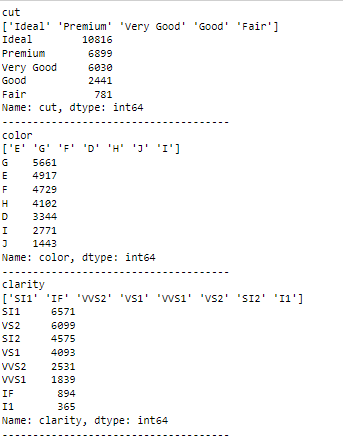 cut
['Ideal' 'Premium' 'Very Good' 'Good' 'Fair']
Ideal        10816
Premium       6899
Very Good     6030
Good          2441
Fair           781
Name: cut, dtype: int64
-------------------------------------
color
['E' 'G' 'F' 'D' 'H' 'J' 'I']
G    5661
E    4917
F    4729
H    4102
D    3344
I    2771
J    1443
Name: color, dtype: int64
-------------------------------------
clarity
['SI1' 'IF' 'VVS2' 'VS1' 'VVS1' 'VS2' 'SI2' 'I1']
SI1     6571
VS2     6099
SI2     4575
VS1     4093
VVS2    2531
VVS1    1839
IF       894
I1       365
Name: clarity, dtype: int64
-------------------------------------